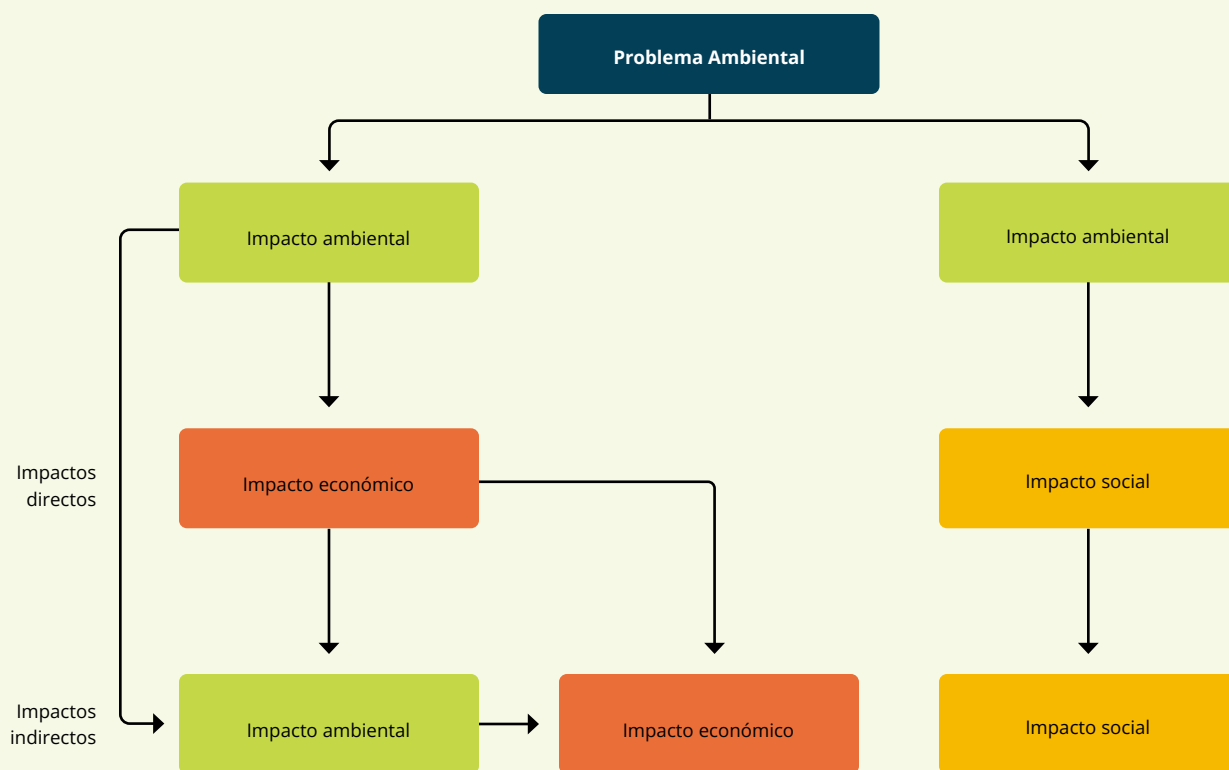 Problema Ambiental
Impacto ambiental
Impacto ambiental
Impactos
directos
Impacto económico
Impacto social
Impactos
indirectos
Impacto ambiental
Impacto económico
Impacto social